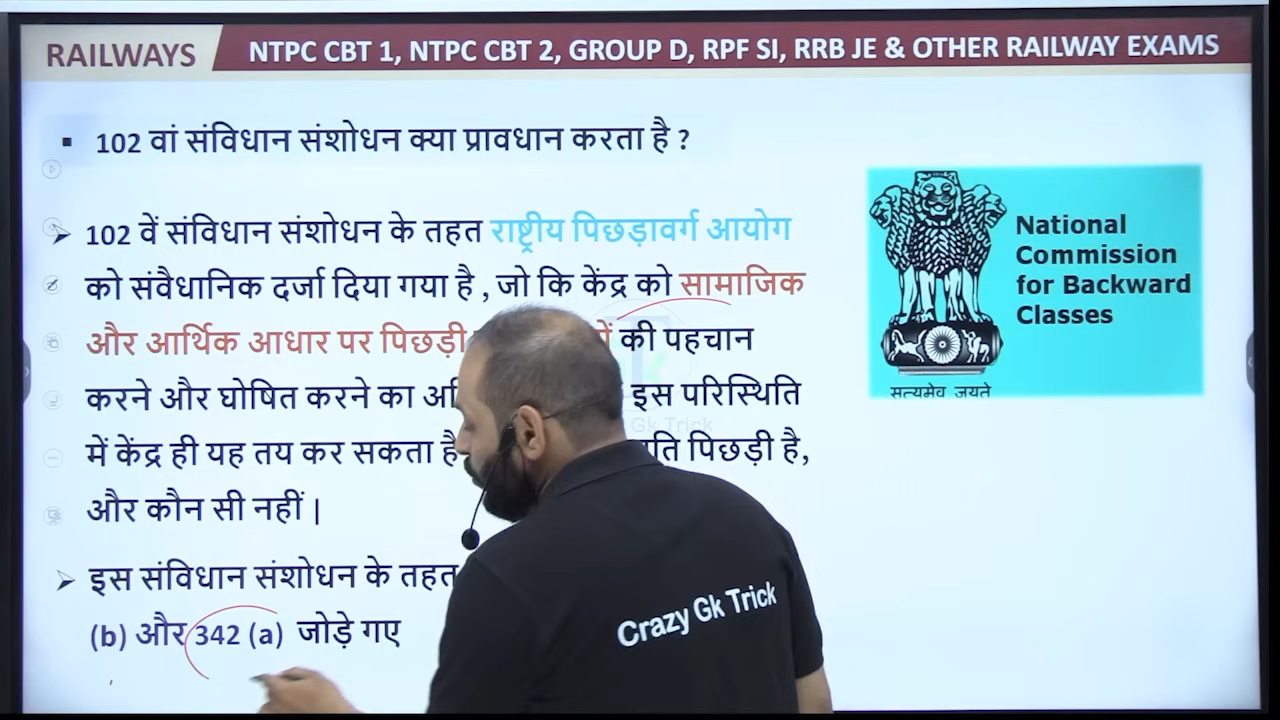 RAILWAYS
NTPC CBT 1, NTPC CBT 2, GROUP D, RPF SI, RRB JE & OTHER RAILWAY EXAMS
102 वां संविधान संशोधन क्या प्रावधान करता है ?
102 वें संविधान संशोधन के तहत राष्ट्रीय पिछड़ावर्ग आयोग
को संवैधानिक दर्जा दिया गया है , जो कि केंद्र को सामाजिक
और आर्थिक आधार पर पिछड़ी की पहचान
करने और घोषित करने का इस परिस्थिति
में केंद्र ही यह तय कर सकता है पिछड़ी है,
और कौन सी नहीं |
इस संविधान संशोधन के तहत
(b) और 342 (a) जोड़े गए
National
Commission
for Backward
Classes
सत्यमेव जयते
Gk Trick
Crazy Gk Trick